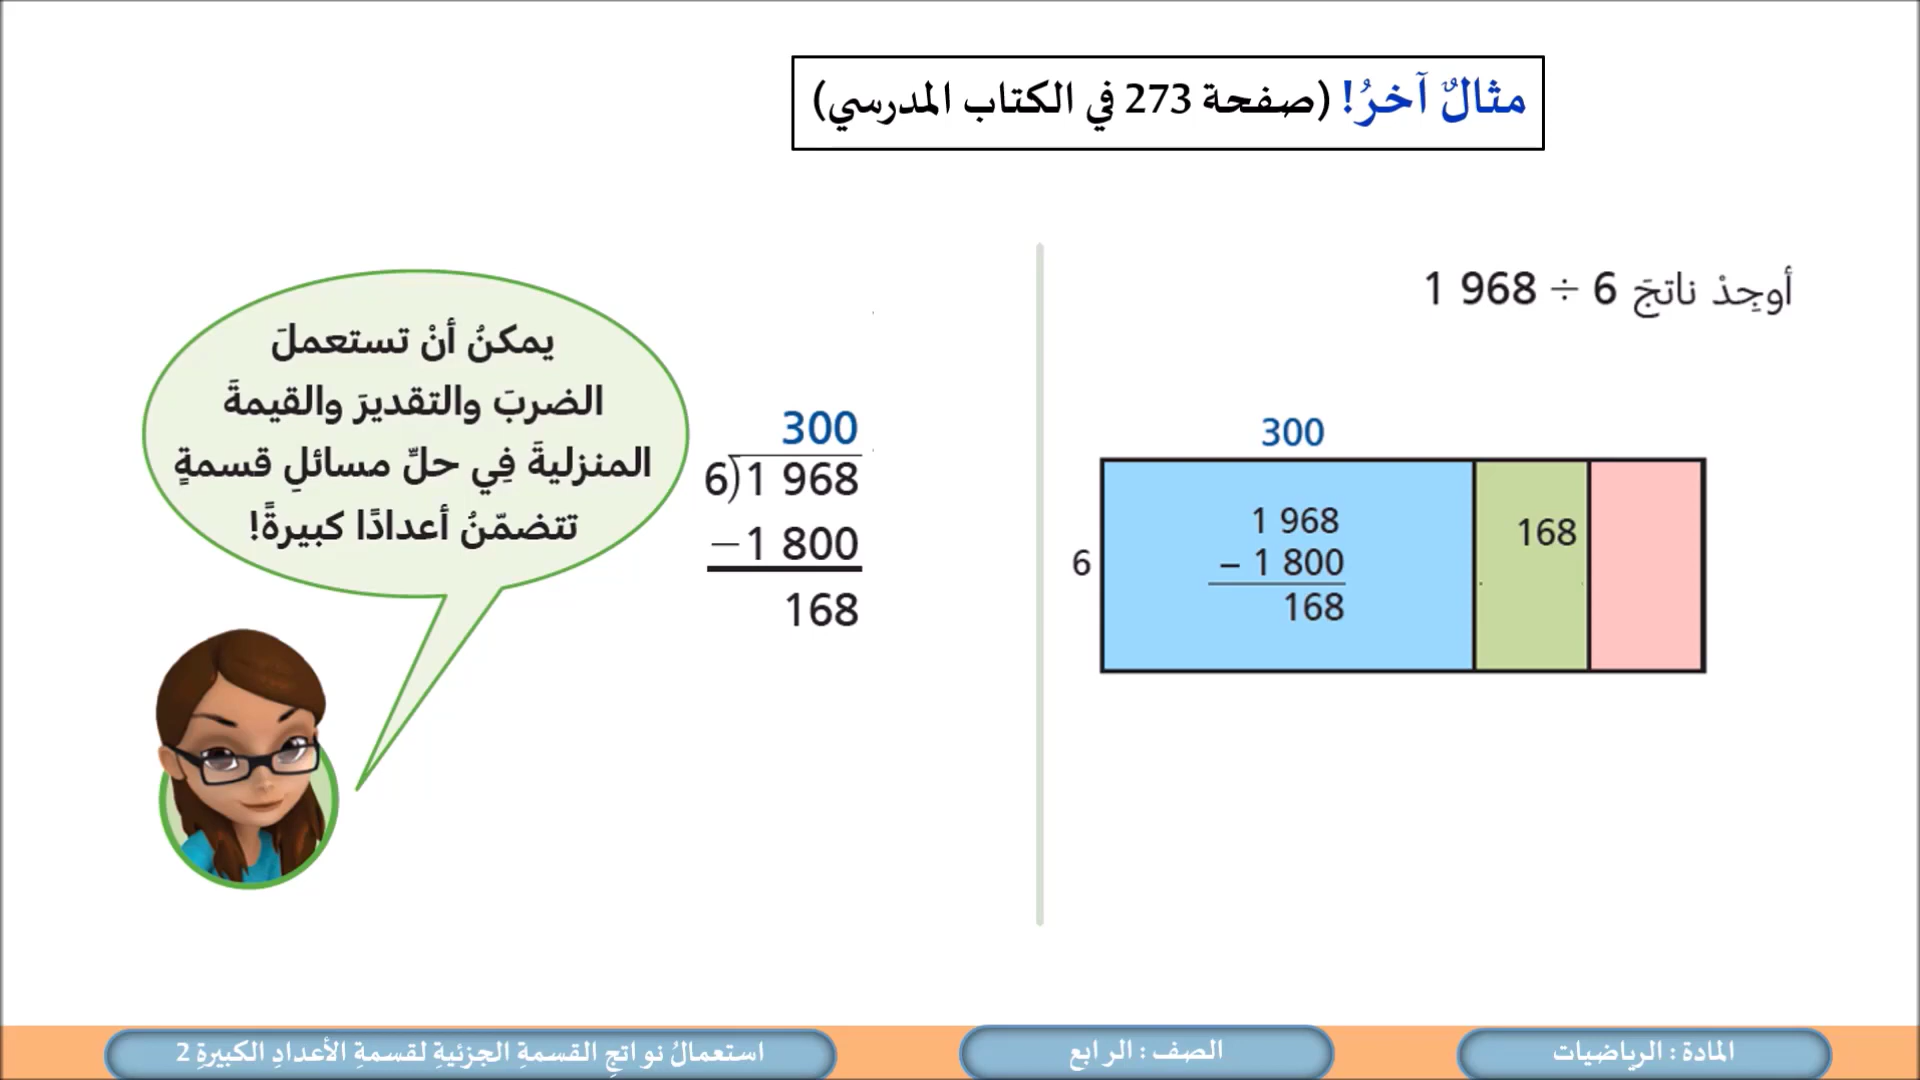 مثالٌ آخرُ! (صفحة 273 في الكتاب المدرسي)
أوجِدْ ناتجَ 6 ÷ 968 1
300
6
1 968
– 1 800
168
168
300
6)1 968
–1 800
168
يمكنُ أنْ تستعملَ
الضربَ والتقديرَ والقيمةَ
المنزليةَ فِي حلِّ مسائلِ قسمةٍ
تتضمّنُ أعدادًا كبيرةً!
المادة : الرياضيات
الصف : الرابع
استعمالُ نواتجِ القسمةِ الجزئيةِ لقسمةِ الأعدادِ الكبيرةِ 2